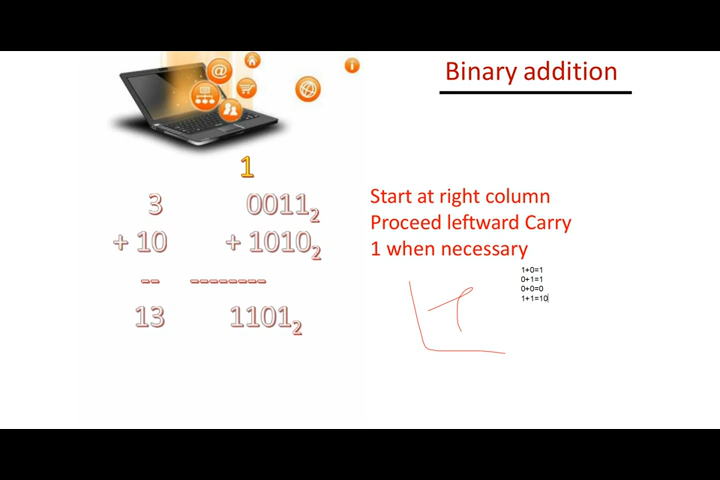 Binary addition
1
3 0011₂
+ 10 + 1010₂
-- --------
13 1101₂
Start at right column
Proceed leftward Carry
1 when necessary
1+0=1
0+1=1
0+0=0
1+1=10